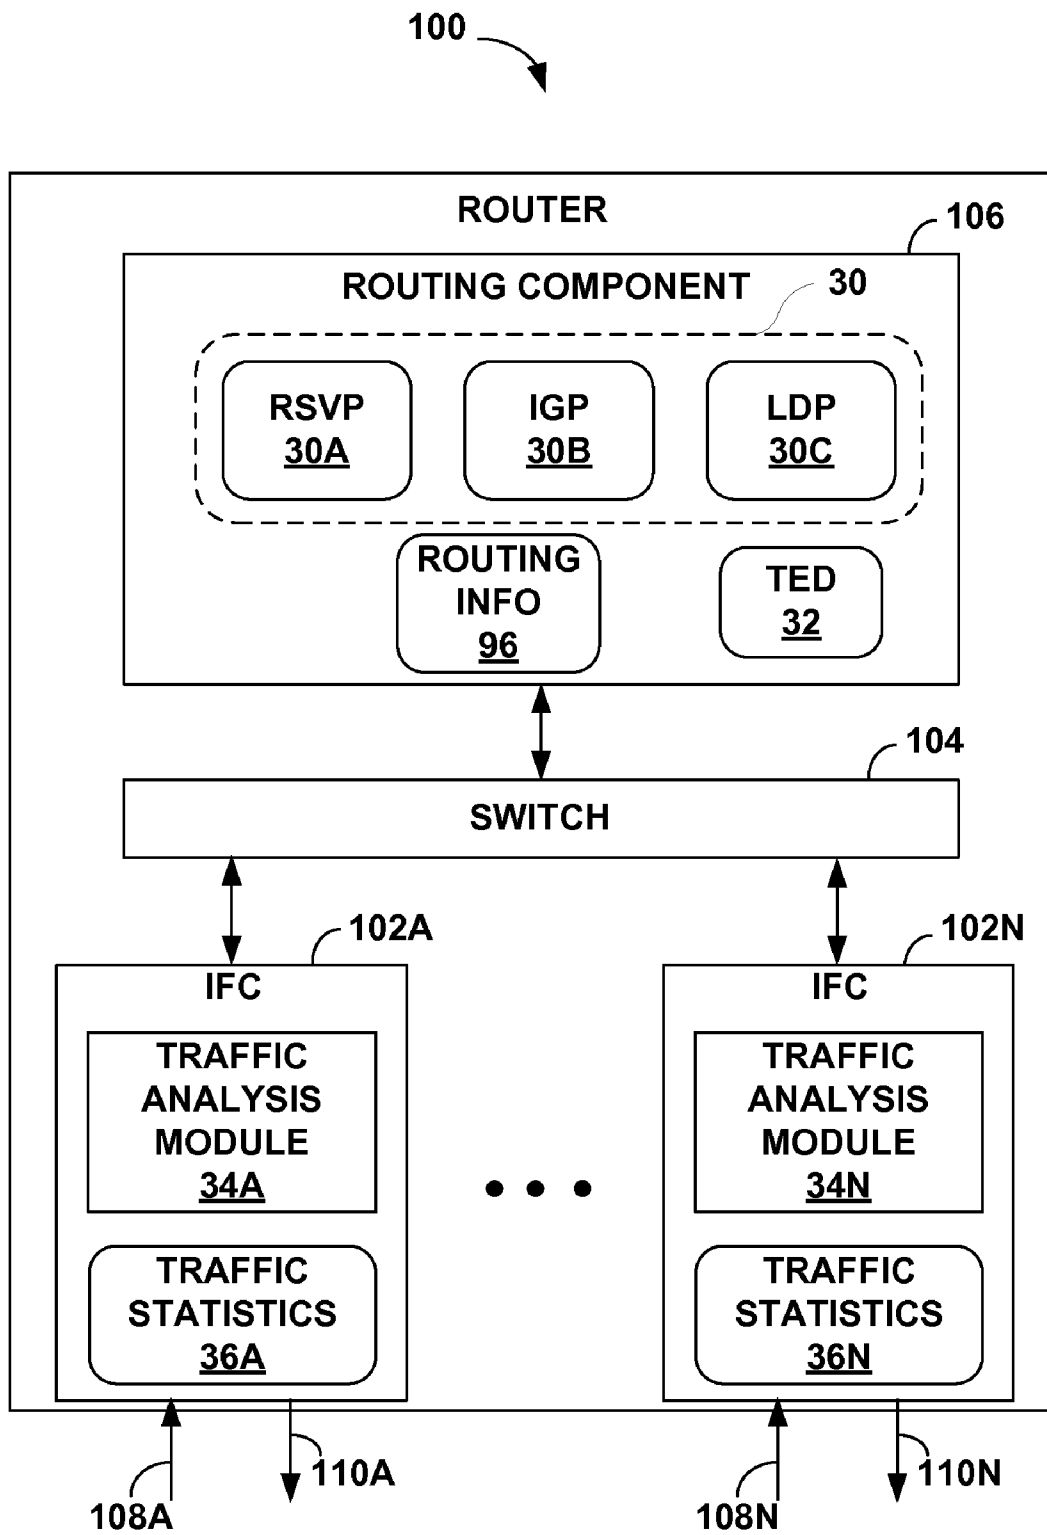 100
ROUTER
106
ROUTING COMPONENT
30
RSVP
30A
IGP
30B
LDP
30C
ROUTING
INFO
96
TED
32
104
SWITCH
102A
102N
IFC
TRAFFIC
ANALYSIS
MODULE
34A
TRAFFIC
STATISTICS
36A
IFC
TRAFFIC
ANALYSIS
MODULE
34N
TRAFFIC
STATISTICS
36N
108A
110A
108N
110N